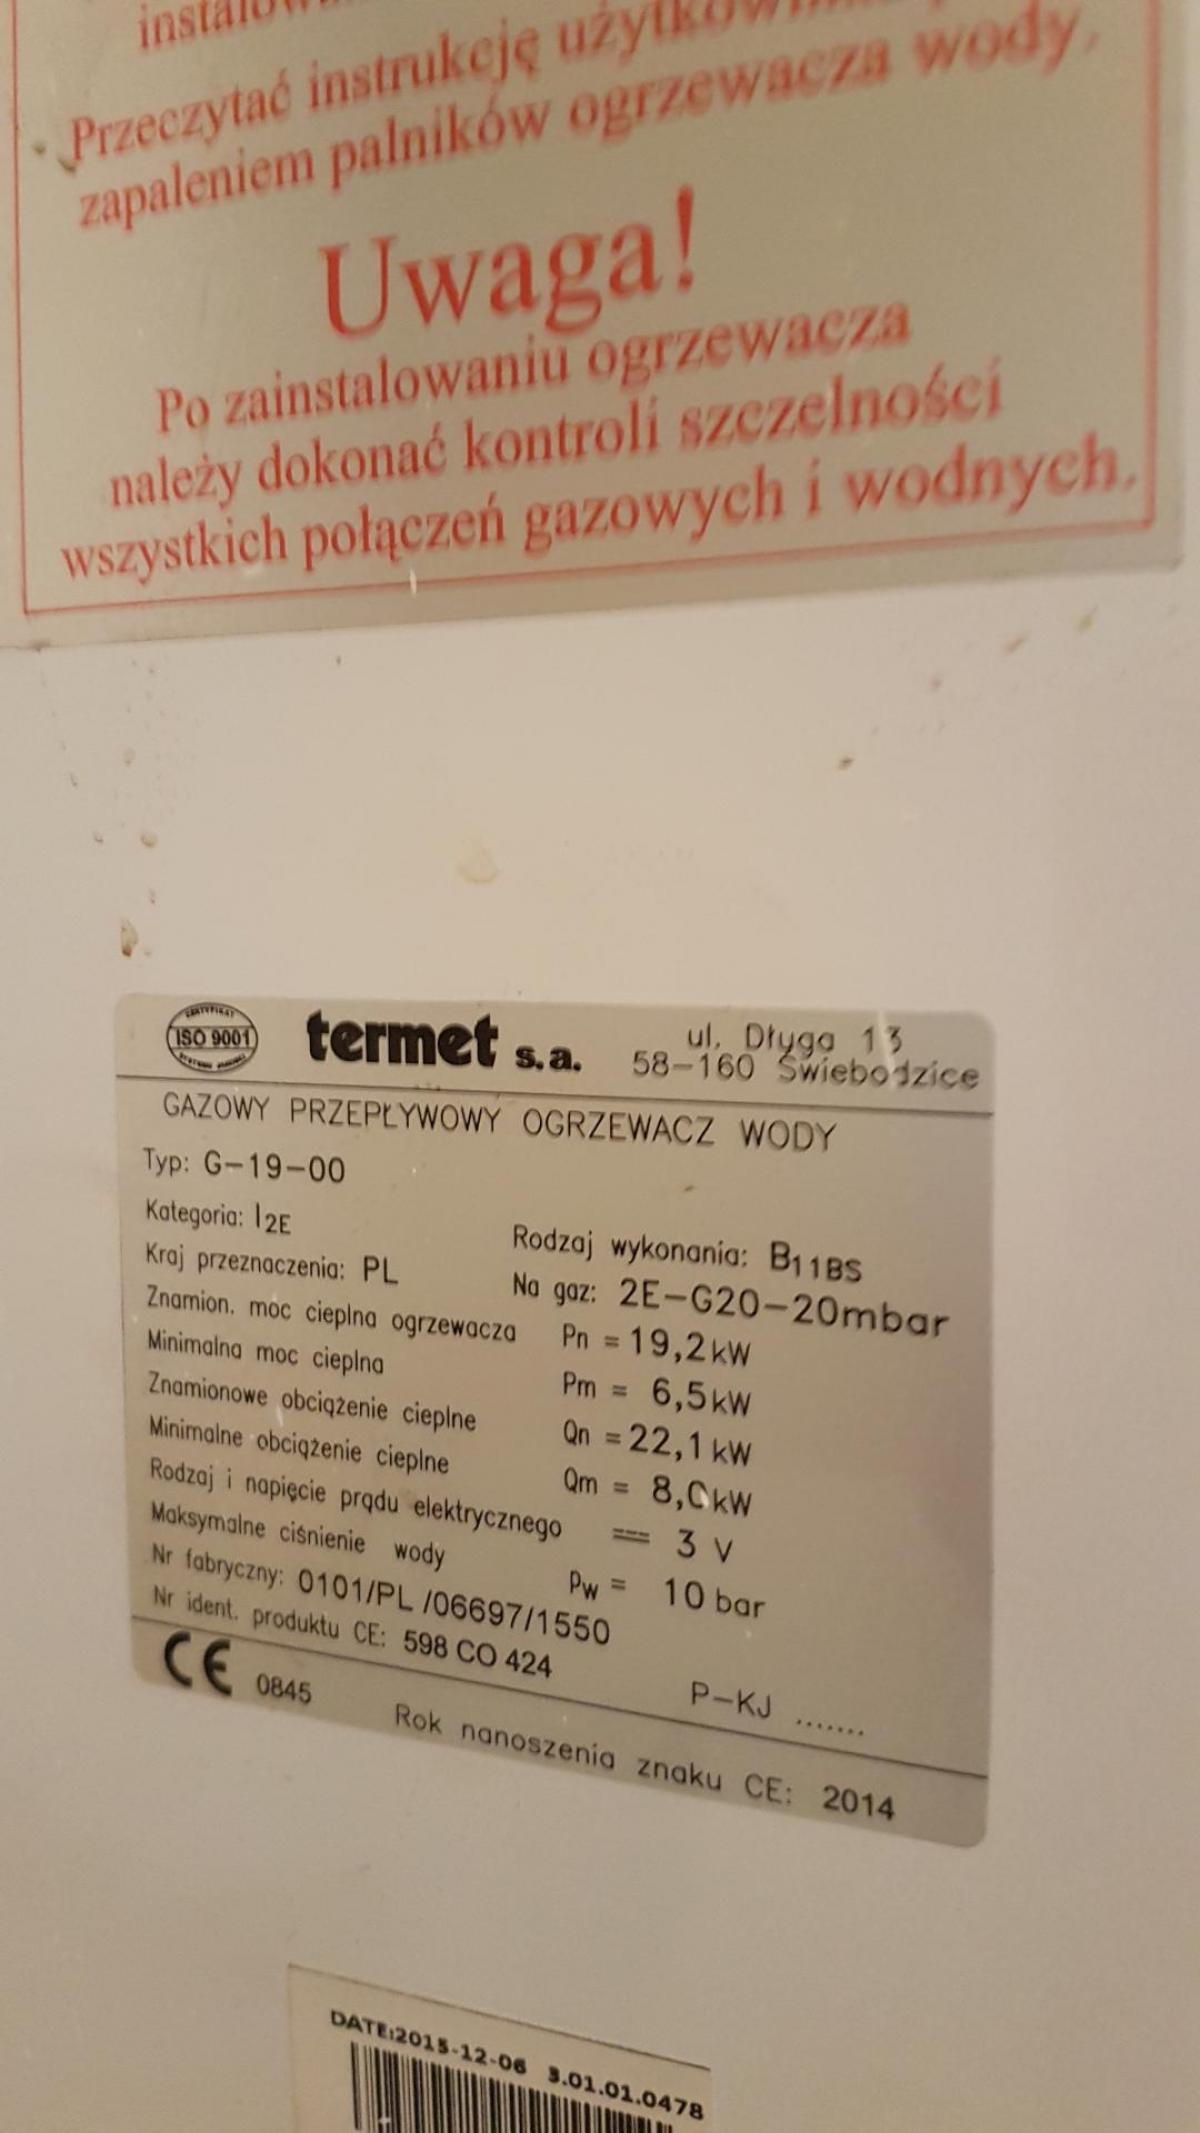 Przeczytać instrukcję
zapaleniem palników ogrzewacza wody.
Uwaga!
Po zainstalowaniu ogrzewacza
należy dokonać kontroli szczelności
wszystkich połączeń gazowych i wodnych.
CERTYFIKAT
ISO 9001
termet s.a.
ul. Długa 13
58-160 Świebodzice
GAZOWY PRZEPŁYWOWY OGRZEWACZ WODY
Typ: G-19-00
Kategoria: I2E Rodzaj wykonania: B11BS
Kraj przeznaczenia: PL Na gaz: 2E-G20-20mbar
Znamion. moc cieplna ogrzewacza Pn = 19,2 kW
Minimalna moc cieplna Pm = 6,5 kW
Znamionowe obciążenie cieplne Qn = 22,1 kW
Minimalne obciążenie cieplne Qm = 8,0 kW
Rodzaj i napięcie prądu elektrycznego ⎓ 3 V
Maksymalne ciśnienie wody Pw = 10 bar
Nr fabryczny: 0101/PL /06697/1550
Nr ident. produktu CE: 598 CO 424
P-KJ .......
CE 0845 Rok nanoszenia znaku CE: 2014
DATE:2015-12-06 3.01.01.0478